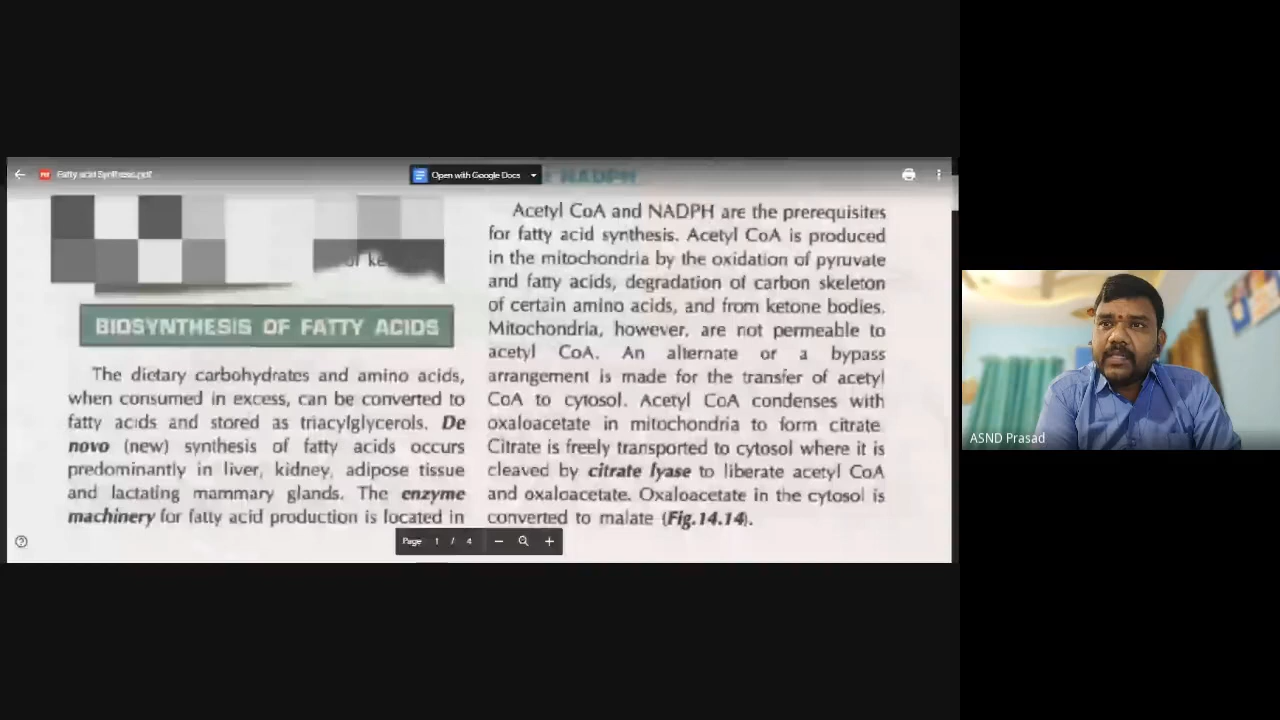 Fatty acid Synthesis.pdf
Open with Google Docs
NADPH
of ke
BIOSYNTHESIS OF FATTY ACIDS
The dietary carbohydrates and amino acids,
when consumed in excess, can be converted to
fatty acids and stored as triacylglycerols. De
novo (new) synthesis of fatty acids occurs
predominantly in liver, kidney, adipose tissue
and lactating mammary glands. The enzyme
machinery for fatty acid production is located in
Acetyl CoA and NADPH are the prerequisites
for fatty acid synthesis. Acetyl CoA is produced
in the mitochondria by the oxidation of pyruvate
and fatty acids, degradation of carbon skeleton
of certain amino acids, and from ketone bodies.
Mitochondria, however, are not permeable to
acetyl CoA. An alternate or a bypass
arrangement is made for the transfer of acetyl
CoA to cytosol. Acetyl CoA condenses with
oxaloacetate in mitochondria to form citrate.
Citrate is freely transported to cytosol where it is
cleaved by citrate lyase to liberate acetyl CoA
and oxaloacetate. Oxaloacetate in the cytosol is
converted to malate (Fig.14.14).
Page 1 / 4
ASND Prasad